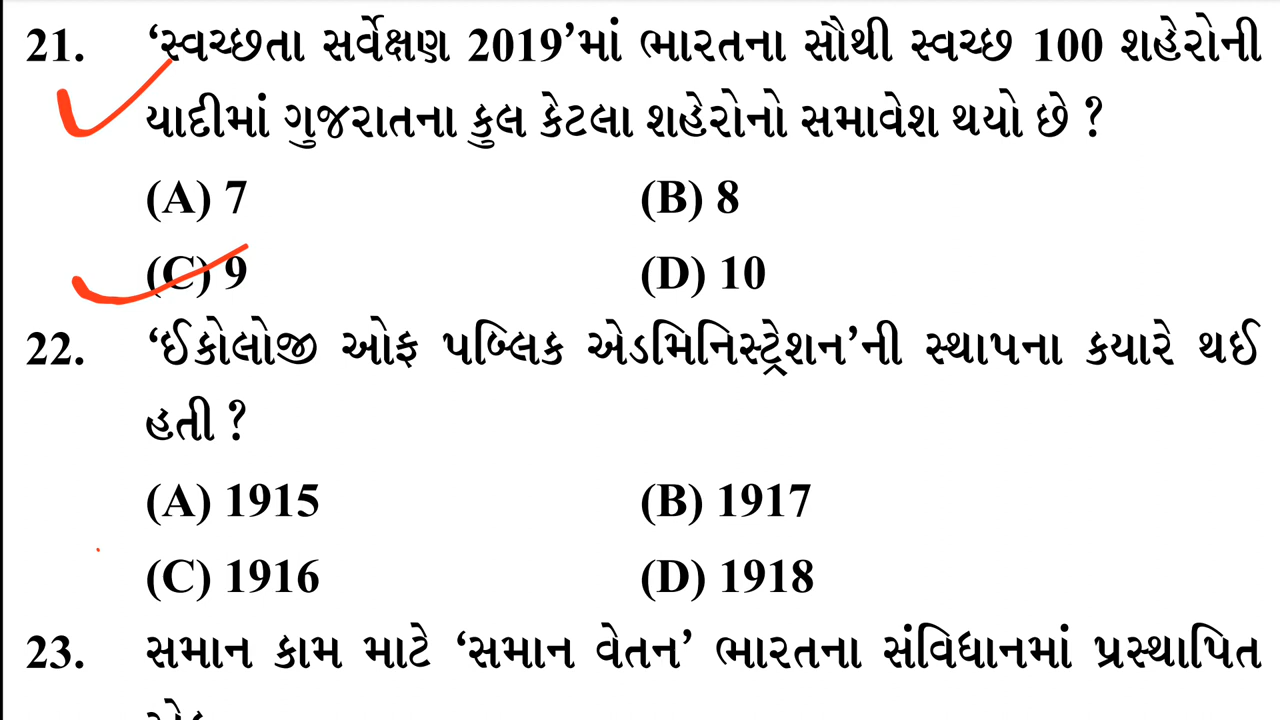 21. ‘સ્વચ્છતા સર્વેક્ષણ 2019’માં ભારતના સૌથી સ્વચ્છ 100 શહેરોની
યાદીમાં ગુજરાતના કુલ કેટલા શહેરોનો સમાવેશ થયો છે ?
(A) 7 (B) 8
(C) 9 (D) 10
22. ‘ઈકોલોજી ઓફ પબ્લિક એડમિનિસ્ટ્રેશન’ની સ્થાપના કયારે થઈ
હતી ?
(A) 1915 (B) 1917
(C) 1916 (D) 1918
23. સમાન કામ માટે ‘સમાન વેતન’ ભારતના સંવિધાનમાં પ્રસ્થાપિત